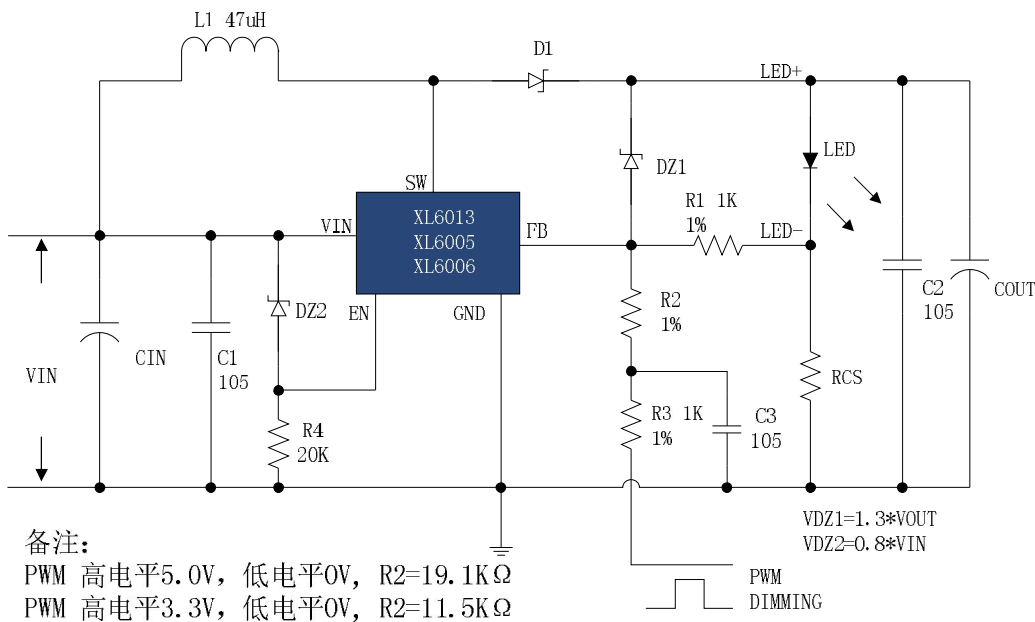 L1 47uH
D1
LED+
SW
DZ1
LED
XL6013
XL6005
XL6006
VIN
FB
R1 1K
1%
LED-
DZ2
EN
GND
R2
1%
C2
105
COUT
VIN
CIN
C1
105
RCS
R4
20K
R3 1K
1%
C3
105
VDZ1=1.3*VOUT
VDZ2=0.8*VIN
备注:
PWM 高电平5.0V, 低电平0V, R2=19.1KΩ
PWM 高电平3.3V, 低电平0V, R2=11.5KΩ
PWM
DIMMING